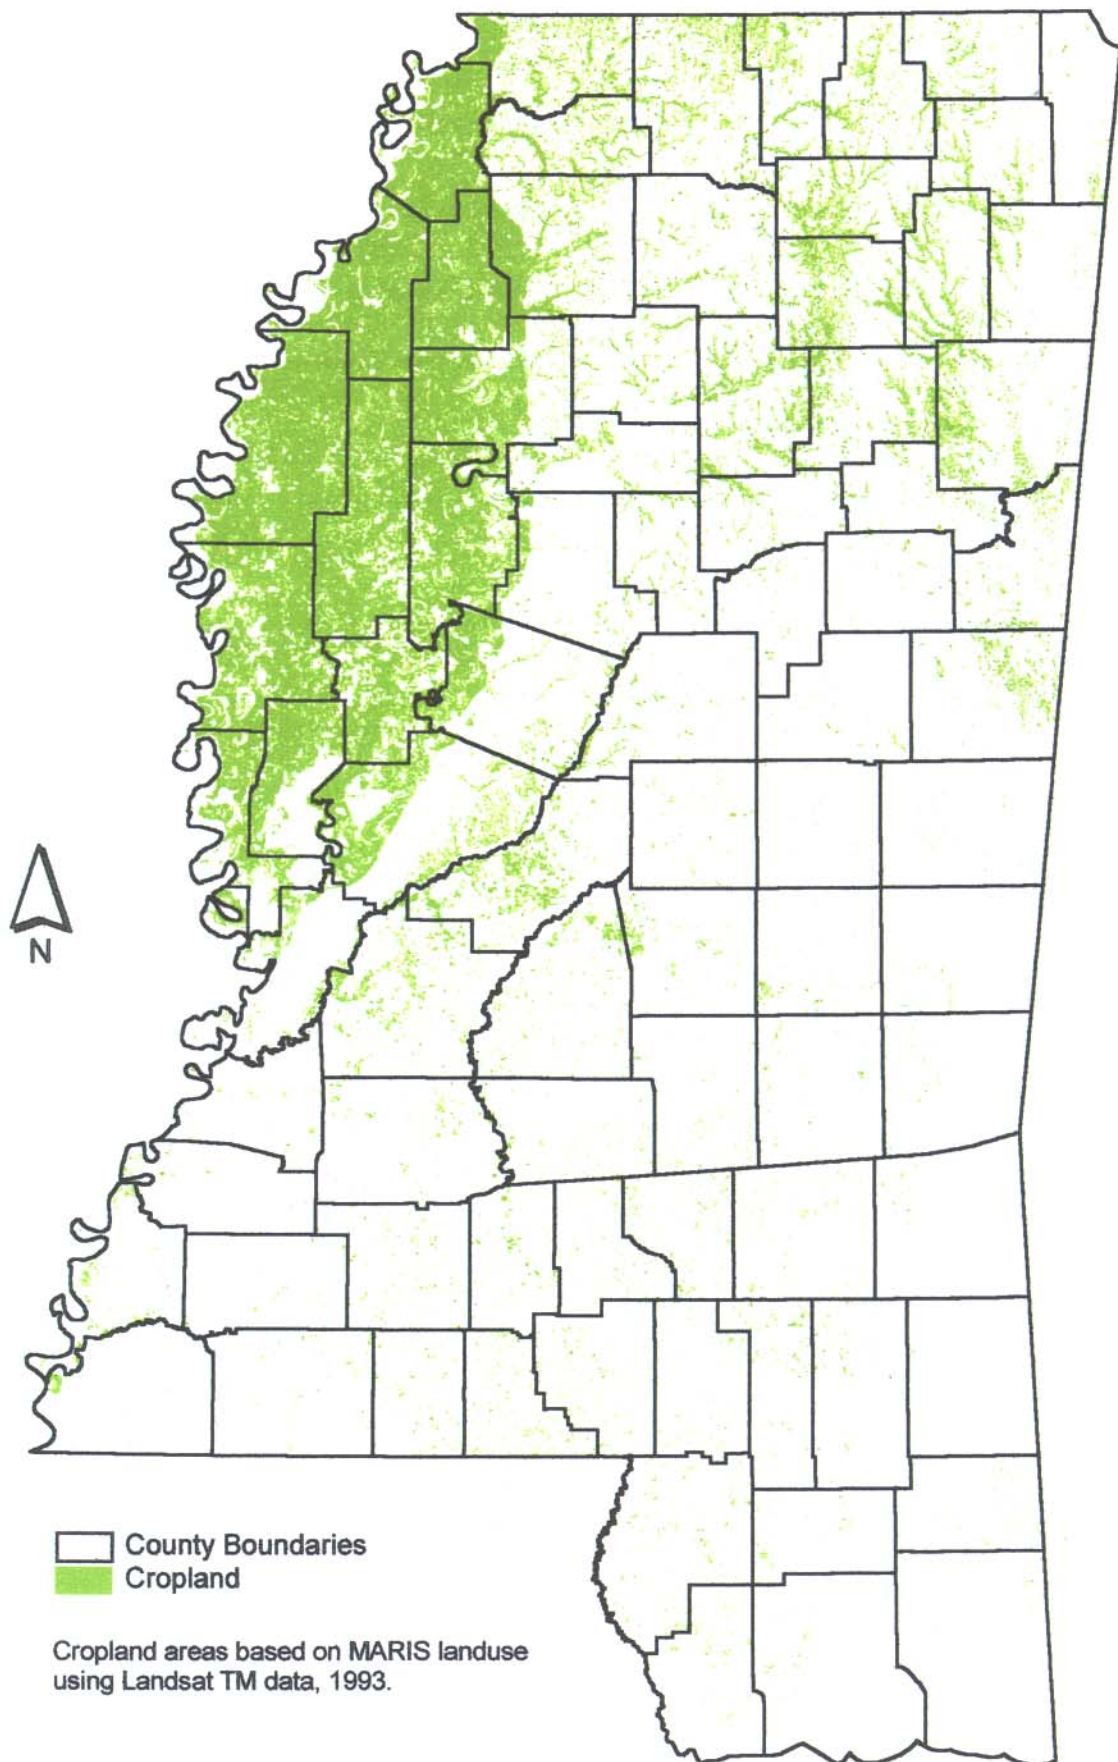 N
County Boundaries
Cropland
Cropland areas based on MARIS landuse
using Landsat TM data, 1993.